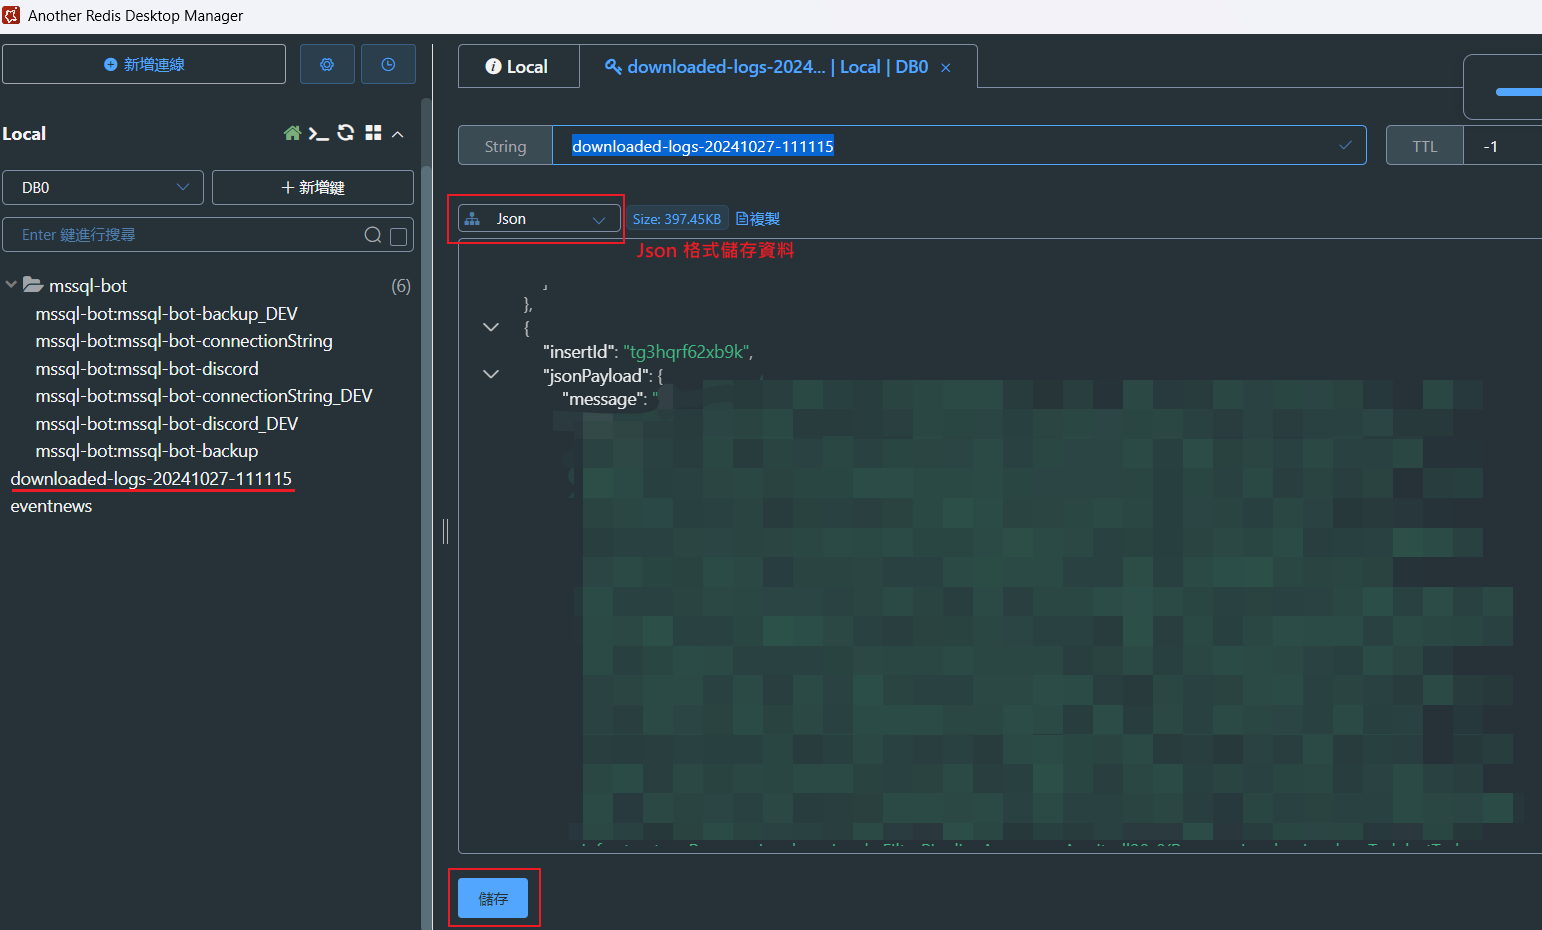 Another Redis Desktop Manager
新增連線
Local
DB0
新增鍵
Enter 鍵進行搜尋
mssql-bot (6)
mssql-bot:mssql-bot-backup_DEV
mssql-bot:mssql-bot-connectionString
mssql-bot:mssql-bot-discord
mssql-bot:mssql-bot-connectionString_DEV
mssql-bot:mssql-bot-discord_DEV
mssql-bot:mssql-bot-backup
downloaded-logs-20241027-111115
eventnews
Local
downloaded-logs-2024... | Local | DB0 ×
String downloaded-logs-20241027-111115
TTL -1
Json Size: 397.45KB 複製
Json 格式儲存資料
]
},
{
"insertId": "tg3hqrf62xb9k",
"jsonPayload": {
"message": "
儲存